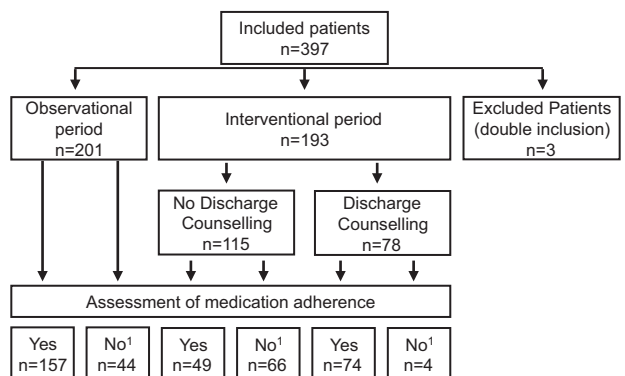 Included patients
n=397
Observational
period
n=201
Interventional period
n=193
Excluded Patients
(double inclusion)
n=3
No Discharge
Counselling
n=115
Discharge
Counselling
n=78
Assessment of medication adherence
Yes
n=157
No¹
n=44
Yes
n=49
No¹
n=66
Yes
n=74
No¹
n=4